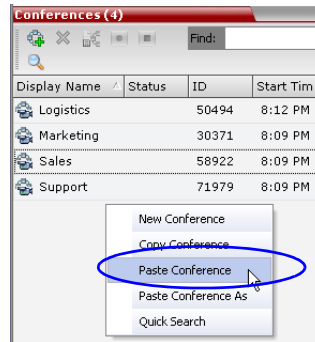 Conferences (4)
Find:
Display Name Status ID Start Tim
Logistics 50494 8:12 PM
Marketing 30371 8:09 PM
Sales 58922 8:09 PM
Support 71979 8:09 PM
New Conference
Copy Conference
Paste Conference
Paste Conference As
Quick Search